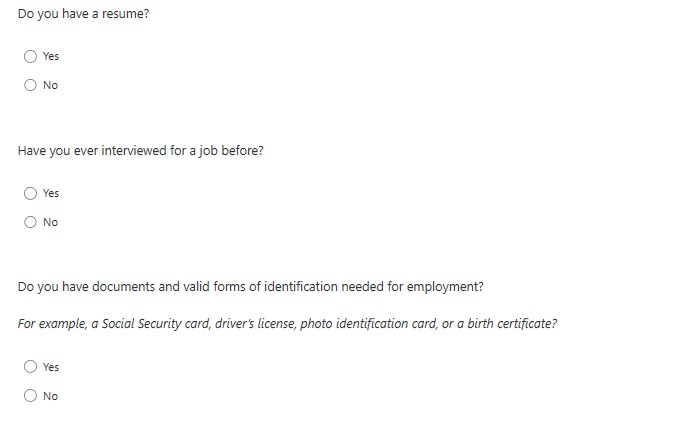 Do you have a resume?
Yes
No
Have you ever interviewed for a job before?
Yes
No
Do you have documents and valid forms of identification needed for employment?
For example, a Social Security card, driver's license, photo identification card, or a birth certificate?
Yes
No